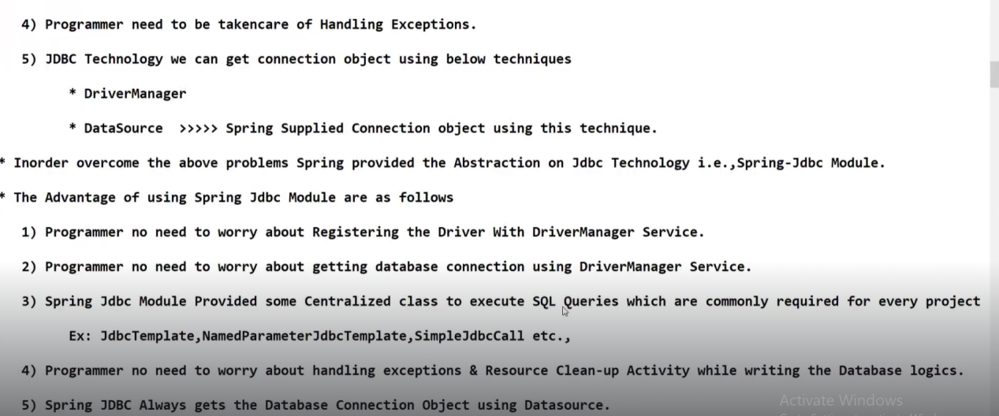 4) Programmer need to be takencare of Handling Exceptions.
5) JDBC Technology we can get connection object using below techniques
* DriverManager
* DataSource >>>>> Spring Supplied Connection object using this technique.
* Inorder overcome the above problems Spring provided the Abstraction on Jdbc Technology i.e.,Spring-Jdbc Module.
* The Advantage of using Spring Jdbc Module are as follows
1) Programmer no need to worry about Registering the Driver With DriverManager Service.
2) Programmer no need to worry about getting database connection using DriverManager Service.
3) Spring Jdbc Module Provided some Centralized class to execute SQL Queries which are commonly required for every project
Ex: JdbcTemplate,NamedParameterJdbcTemplate,SimpleJdbcCall etc.,
4) Programmer no need to worry about handling exceptions & Resource Clean-up Activity while writing the Database logics.
Activate Windows
5) Spring JDBC Always gets the Database Connection Object using Datasource.